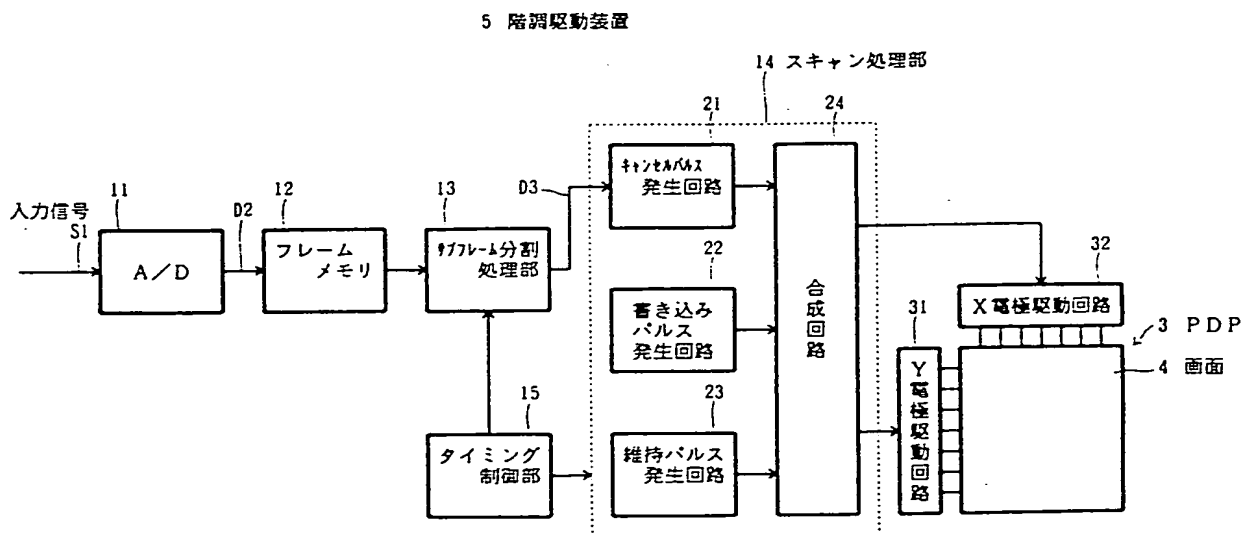 5 階調駆動装置
14 スキャン処理部
21
24
キャンセルパルス
発生回路
D3
11
12
13
入力信号
S1
D2
A/D
フレーム
メモリ
サブフレーム分割
処理部
22
書き込み
パルス
発生回路
合成回路
32
X電極駆動回路
31
3 PDP
4 画面
Y電極駆動回路
15
タイミング
制御部
23
維持パルス
発生回路